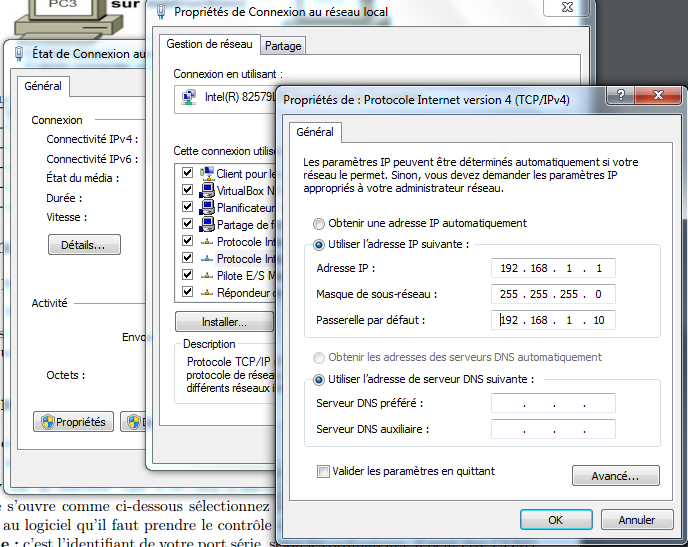 PC3
sur
État de Connexion au
Général
Connexion
Connectivité IPv4 :
Connectivité IPv6 :
État du média :
Durée :
Vitesse :
Détails...
Activité
Envo
Octets :
Propriétés
D
Propriétés de Connexion au réseau local
Gestion de réseau
Partage
Connexion en utilisant :
Intel(R) 82579L
Cette connexion utilise
Client pour le
VirtualBox N
Planificateur
Partage de f
Protocole Int
Protocole Int
Pilote E/S M
Répondeur d
Installer...
Description
Protocole TCP/IP
protocole de résea
différents réseaux i
Propriétés de : Protocole Internet version 4 (TCP/IPv4)
Général
Les paramètres IP peuvent être déterminés automatiquement si votre
réseau le permet. Sinon, vous devez demander les paramètres IP
appropriés à votre administrateur réseau.
Obtenir une adresse IP automatiquement
Utiliser l'adresse IP suivante :
Adresse IP : 192 . 168 . 1 . 1
Masque de sous-réseau : 255 . 255 . 255 . 0
Passerelle par défaut : 192 . 168 . 1 . 10
Obtenir les adresses des serveurs DNS automatiquement
Utiliser l'adresse de serveur DNS suivante :
Serveur DNS préféré : . . .
Serveur DNS auxiliaire : . . .
Valider les paramètres en quittant
Avancé...
OK
Annuler
s'ouvre comme ci-dessous sélectionnez
au logiciel qu'il faut prendre le contrôle
e : c'est l'identifiant de votre port série